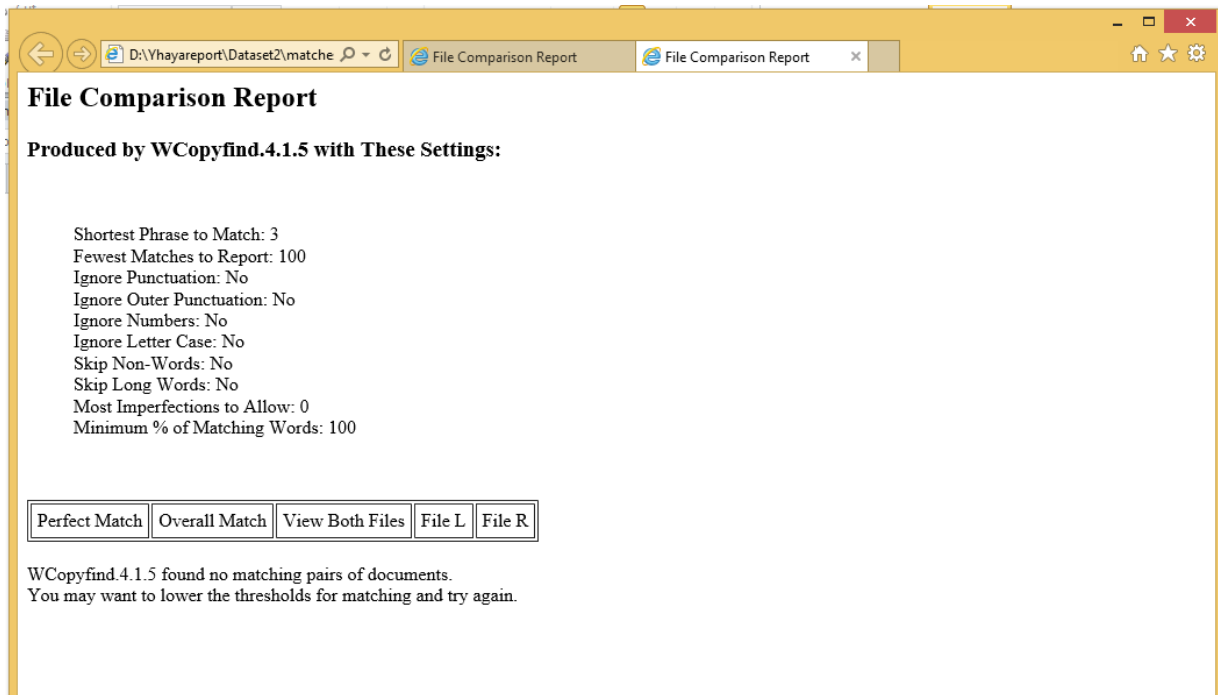 D:\Yhayareport\Dataset2\matche
File Comparison Report
File Comparison Report
File Comparison Report
Produced by WCopyfind.4.1.5 with These Settings:
Shortest Phrase to Match: 3
Fewest Matches to Report: 100
Ignore Punctuation: No
Ignore Outer Punctuation: No
Ignore Numbers: No
Ignore Letter Case: No
Skip Non-Words: No
Skip Long Words: No
Most Imperfections to Allow: 0
Minimum % of Matching Words: 100
Perfect Match Overall Match View Both Files File L File R
WCopyfind.4.1.5 found no matching pairs of documents.
You may want to lower the thresholds for matching and try again.